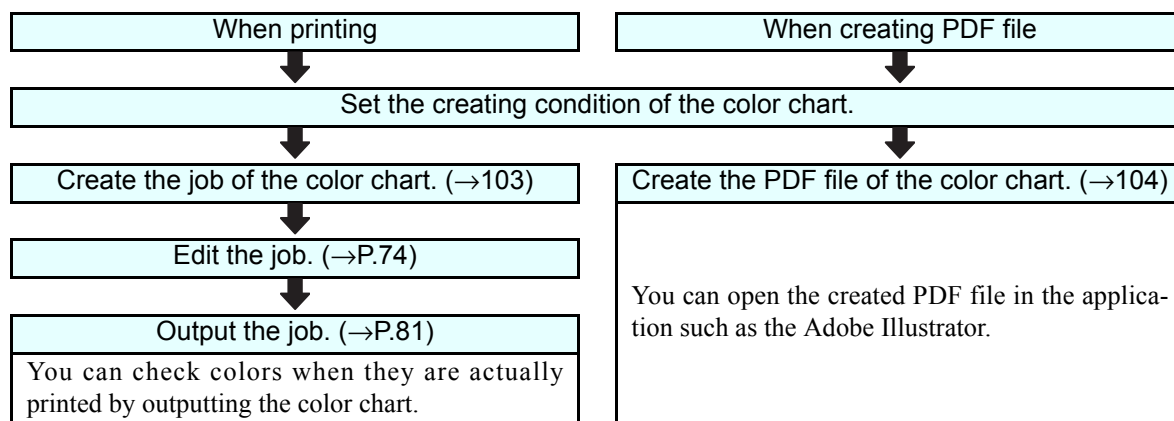 When printing
When creating PDF file
Set the creating condition of the color chart.
Create the job of the color chart. (→103)
Edit the job. (→P.74)
Output the job. (→P.81)
You can check colors when they are actually
printed by outputting the color chart.
Create the PDF file of the color chart. (→104)
You can open the created PDF file in the applica-
tion such as the Adobe Illustrator.